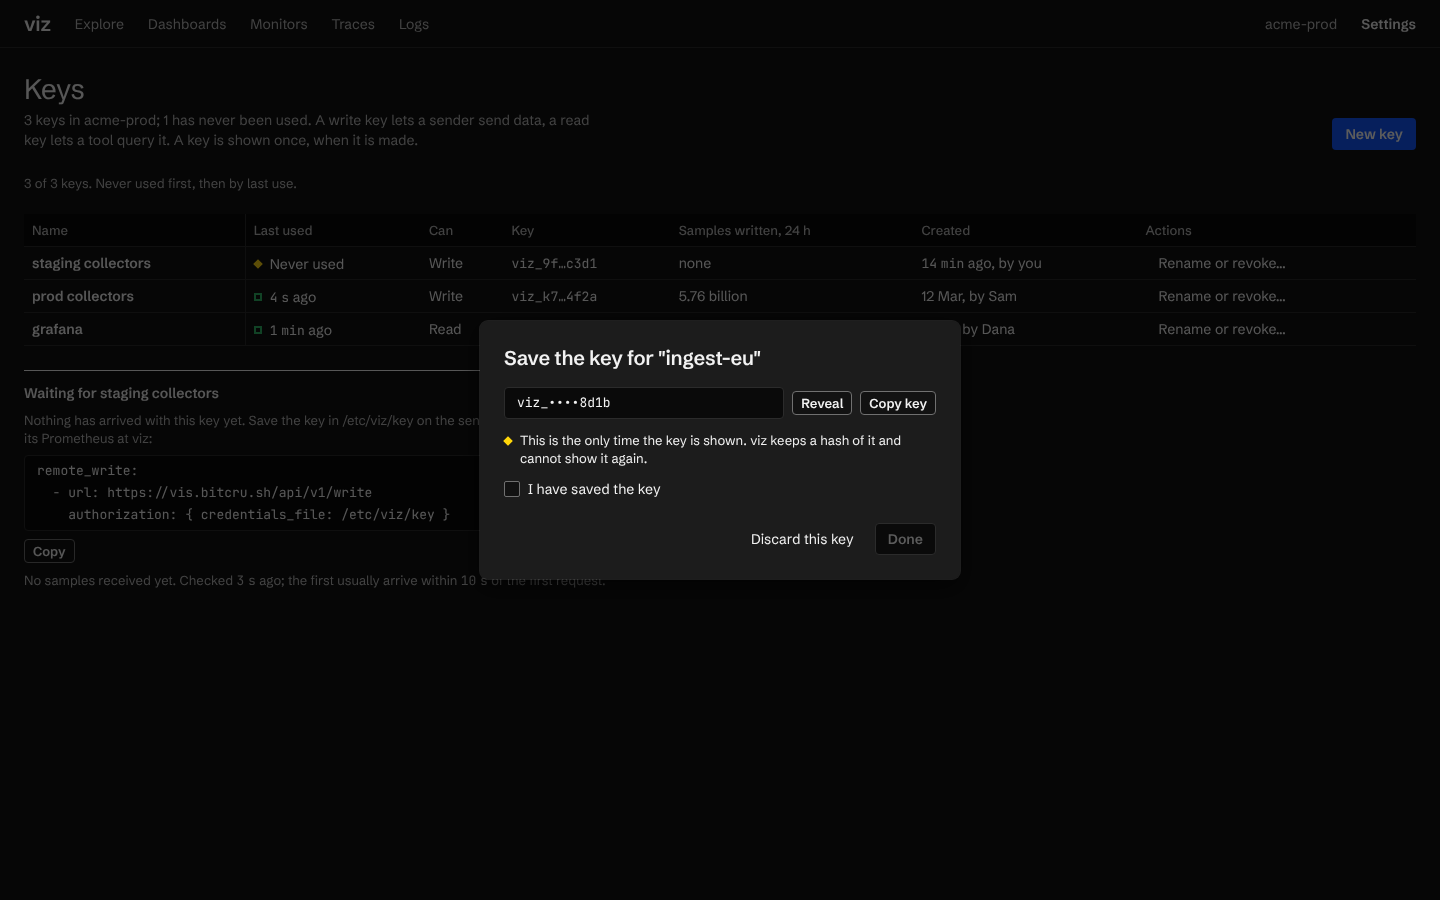 viz Explore Dashboards Monitors Traces Logs acme-prod Settings
Keys
3 keys in acme-prod; 1 has never been used. A write key lets a sender send data, a read
key lets a tool query it. A key is shown once, when it is made.
New key
3 of 3 keys. Never used first, then by last use.
Name Last used Can Key Samples written, 24 h Created Actions
staging collectors Never used Write viz_9f…c3d1 none 14 min ago, by you Rename or revoke…
prod collectors 4 s ago Write viz_k7…4f2a 5.76 billion 12 Mar, by Sam Rename or revoke…
grafana 1 min ago Read by Dana Rename or revoke…
Save the key for "ingest-eu"
viz_••••8d1b Reveal Copy key
This is the only time the key is shown. viz keeps a hash of it and
cannot show it again.
I have saved the key
Discard this key Done
Waiting for staging collectors
Nothing has arrived with this key yet. Save the key in /etc/viz/key on the
its Prometheus at viz:
remote_write:
- url: https://vis.bitcru.sh/api/v1/write
authorization: { credentials_file: /etc/viz/key }
Copy
No samples received yet. Checked 3 s ago; the first usually arrive within 10 s of the first request.